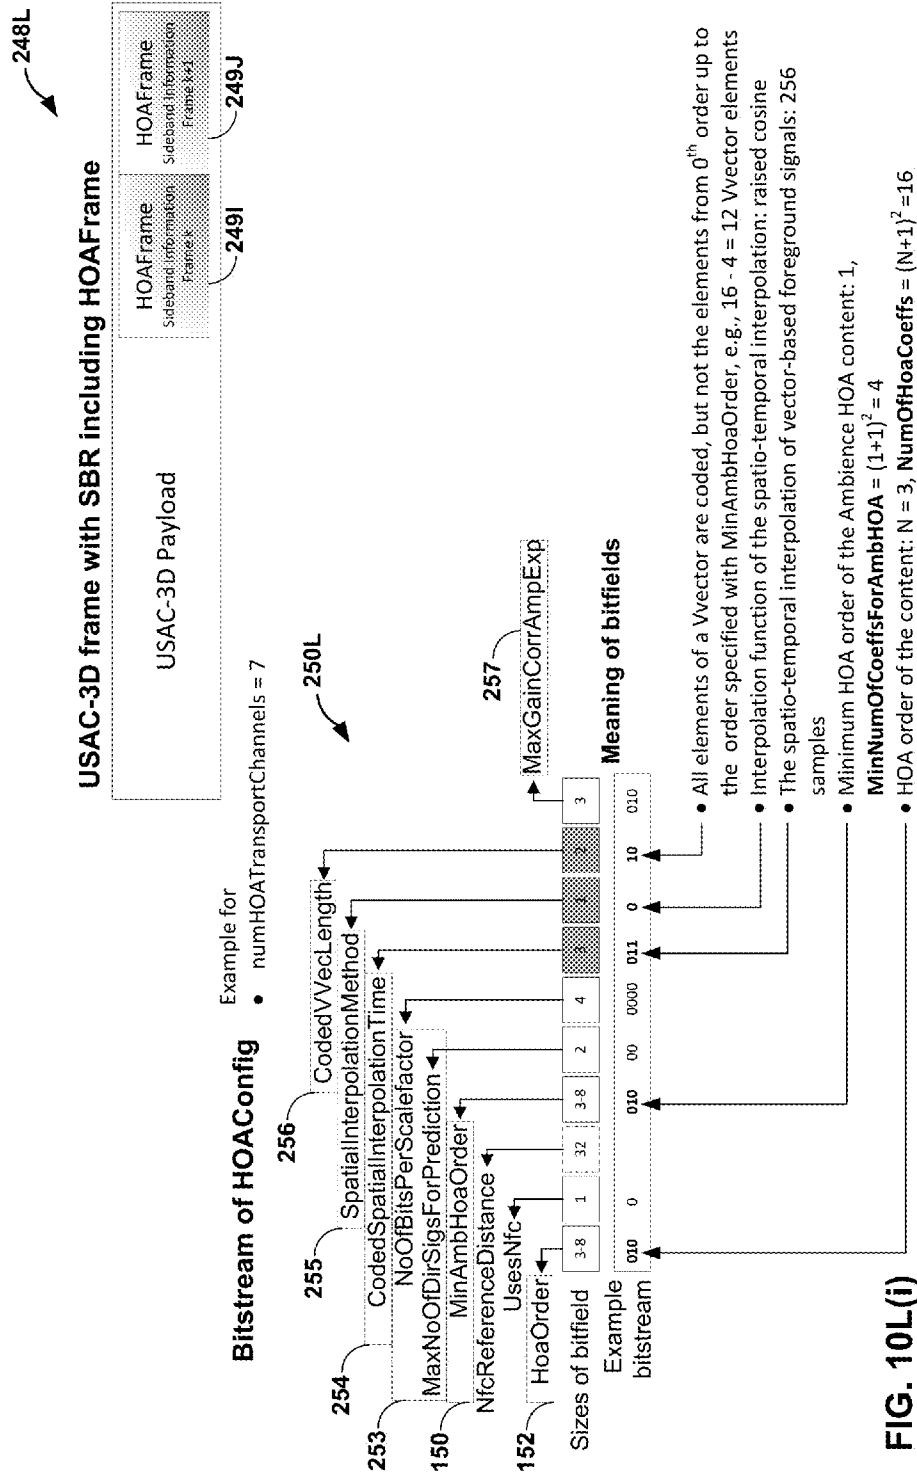 248L
USAC-3D frame with SBR including HOAFrame
USAC-3D Payload
HOAFrame
Sideband Information
Frame k
HOAFrame
Sideband Information
Frame k+1
249I
249J
Bitstream of HOAConfig
Example for
• numHOATransportChannels = 7
250L
256
CodedVVecLength
255
SpatialInterpolationMethod
254
CodedSpatialInterpolationTime
NoOfBitsPerScalefactor
253
MaxNoOfDirSigsForPrediction
150
MinAmbHoaOrder
NfcReferenceDistance
UsesNfc
152
HoaOrder
257
MaxGainCorrAmpExp
Sizes of bitfield
3-8
1
32
3-8
2
4
3
1
2
3
Meaning of bitfields
Example
bitstream
010
0
010
00
0000
011
0
10
010
• All elements of a Vvector are coded, but not the elements from 0th order up to
the order specified with MinAmbHoaOrder, e.g., 16 - 4 = 12 Vvector elements
• Interpolation function of the spatio-temporal interpolation: raised cosine
• The spatio-temporal interpolation of vector-based foreground signals: 256
samples
• Minimum HOA order of the Ambience HOA content: 1,
MinNumOfCoeffsForAmbHOA = (1+1)² = 4
• HOA order of the content: N = 3, NumOfHoaCoeffs = (N+1)² =16
FIG. 10L(i)